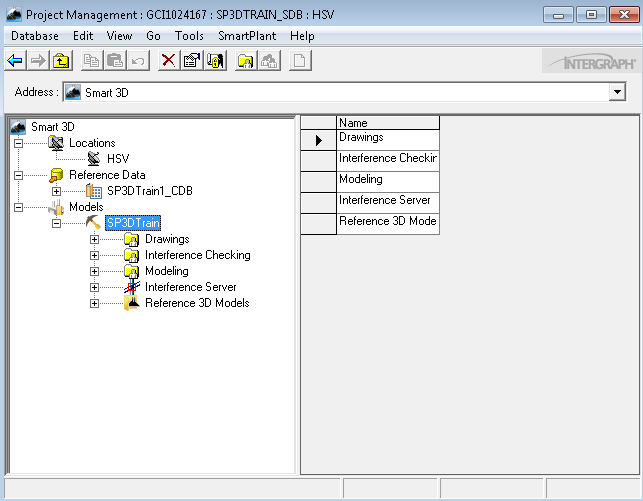 Project Management : GCI1024167 : SP3DTRAIN_SDB : HSV
Database Edit View Go Tools SmartPlant Help
INTERGRAPH
Address : Smart 3D
Smart 3D
Locations
HSV
Reference Data
SP3DTrain1_CDB
Models
SP3DTrain
Drawings
Interference Checking
Modeling
Interference Server
Reference 3D Models
Name
Drawings
Interference Checkin
Modeling
Interference Server
Reference 3D Mode